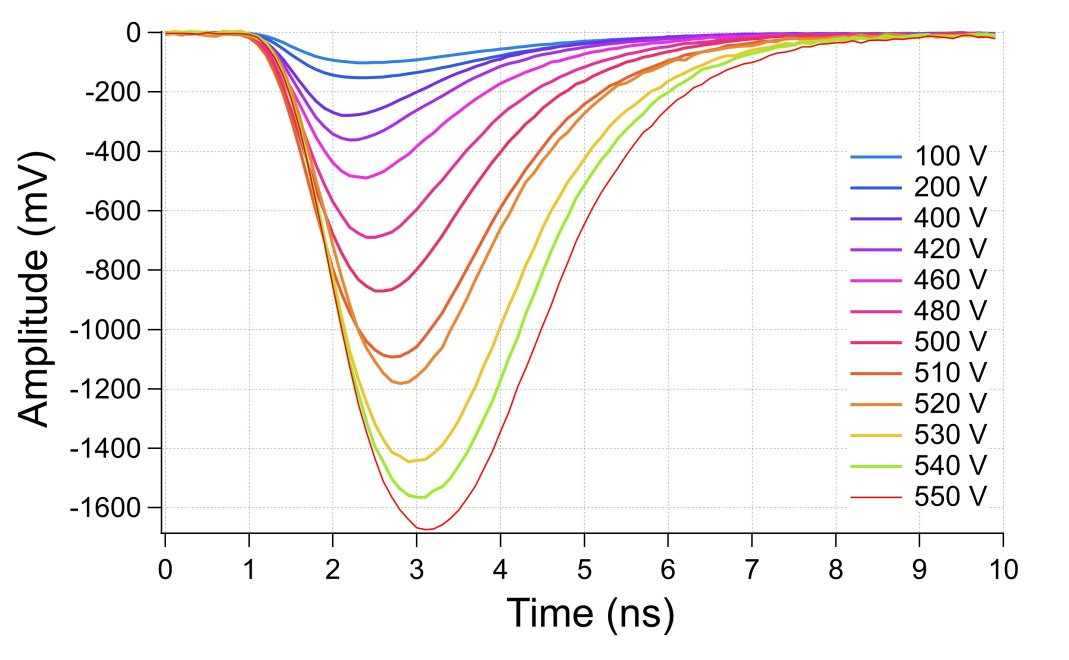 Amplitude (mV)
0
-200
-400
-600
-800
-1000
-1200
-1400
-1600
100 V
200 V
400 V
420 V
460 V
480 V
500 V
510 V
520 V
530 V
540 V
550 V
0 1 2 3 4 5 6 7 8 9 10
Time (ns)